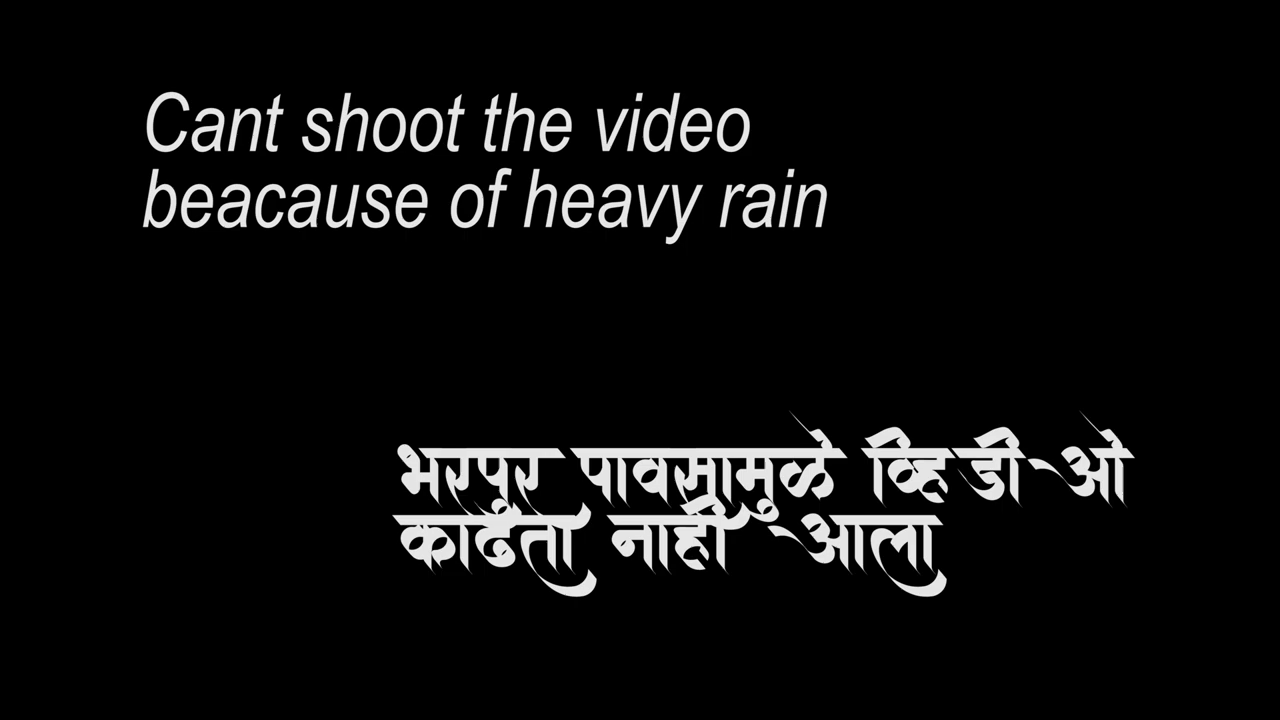 Cant shoot the video
beacause of heavy rain
भरपुर पावसामुळे व्हिडीओ
काढता नाही आला